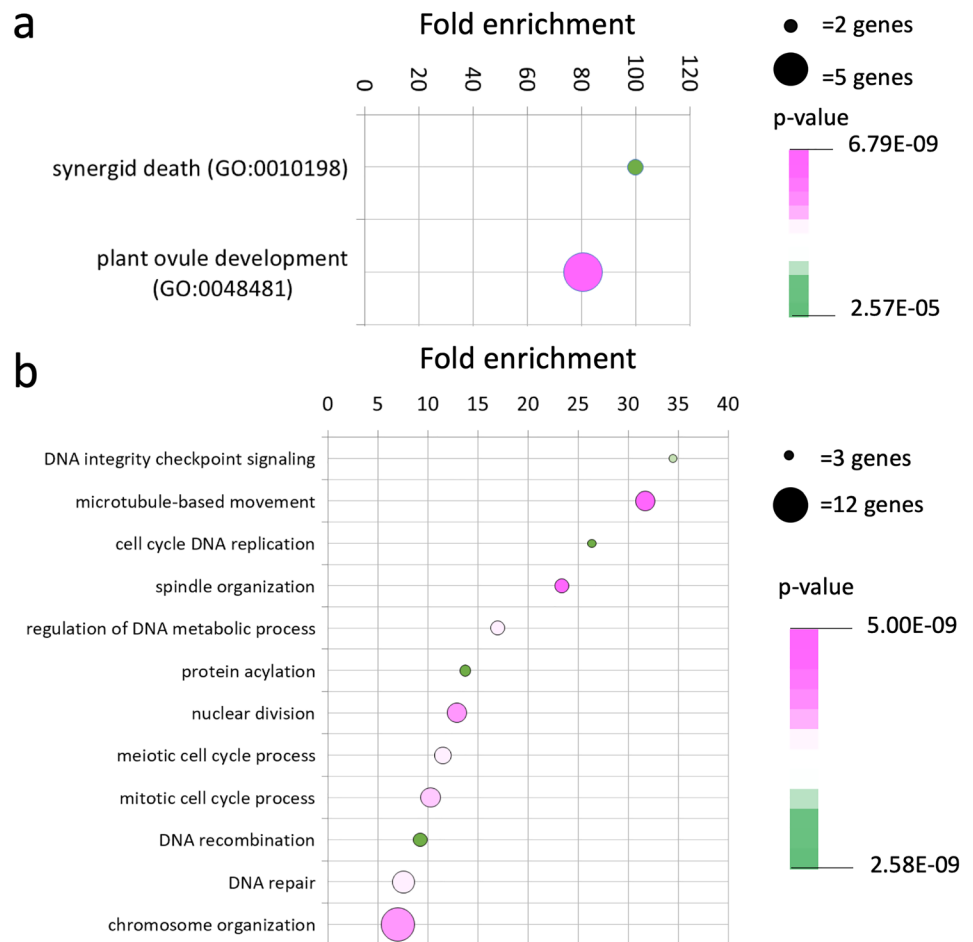 a
Fold enrichment
0 20 40 60 80 100 120
synergid death (GO:0010198)
plant ovule development
(GO:0048481)
=2 genes
=5 genes
p-value
6.79E-09
2.57E-05
b
Fold enrichment
0 5 10 15 20 25 30 35 40
DNA integrity checkpoint signaling
microtubule-based movement
cell cycle DNA replication
spindle organization
regulation of DNA metabolic process
protein acylation
nuclear division
meiotic cell cycle process
mitotic cell cycle process
DNA recombination
DNA repair
chromosome organization
=3 genes
=12 genes
p-value
5.00E-09
2.58E-09